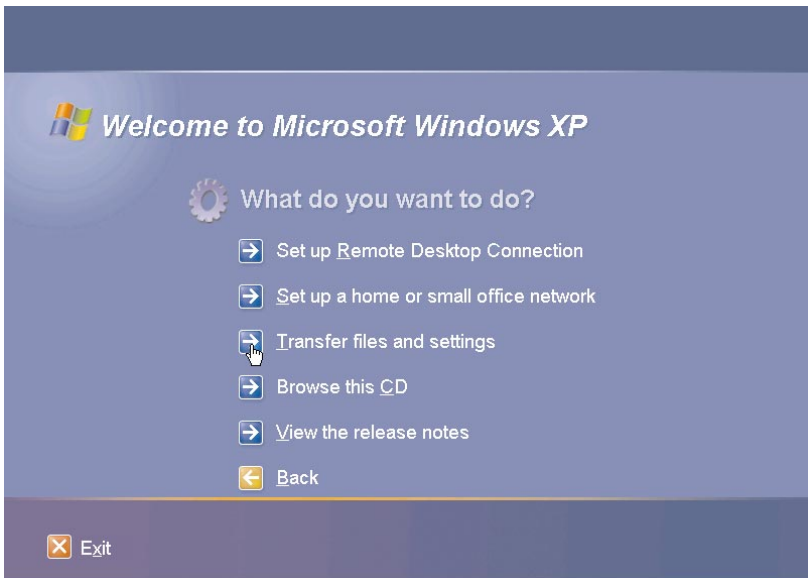 Welcome to Microsoft Windows XP
What do you want to do?
Set up Remote Desktop Connection
Set up a home or small office network
Transfer files and settings
Browse this CD
View the release notes
Back
Exit